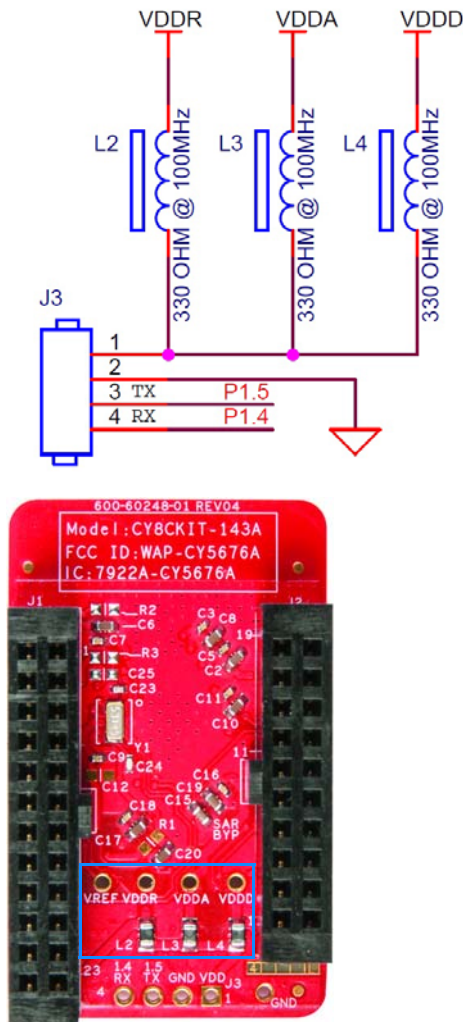 VDDR VDDA VDDD
L2 330 OHM @ 100MHz
L3 330 OHM @ 100MHz
L4 330 OHM @ 100MHz
J3
1
2
3 TX P1.5
4 RX P1.4
600-60248-01 REV04
Model:CY8CKIT-143A
FCC ID:WAP-CY5676A
IC:7922A-CY5676A
J1
R2
C6
C7
1
R3
C25
C23
Y1
C9
C24
C12
C3
C8
19
C5
C2
C11
C10
11
C16
C19
C15
C18
R1
C17
C20
SAR
BYP
VREF VDDR VDDA VDDD
L2 L3 L4
23 1.4 1.5 GND VDD J3
RX TX
4 1
4
GND